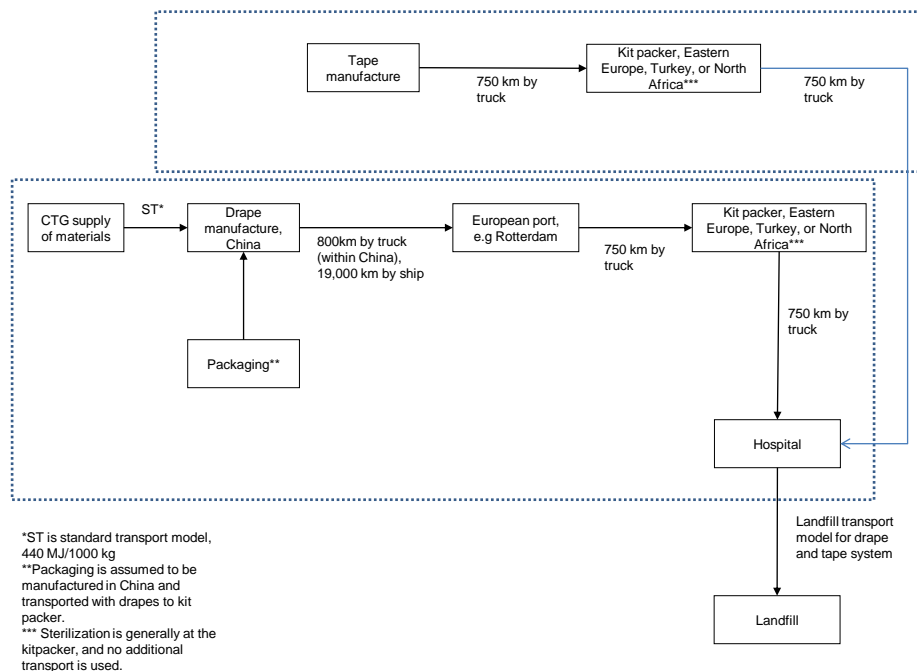 Tape
manufacture
750 km by
truck
Kit packer, Eastern
Europe, Turkey, or North
Africa***
750 km by
truck
CTG supply
of materials
ST*
Drape
manufacture,
China
800km by truck
(within China),
19,000 km by ship
European port,
e.g Rotterdam
750 km by
truck
Kit packer, Eastern
Europe, Turkey, or North
Africa***
Packaging**
750 km by
truck
Hospital
Landfill transport
model for drape
and tape system
Landfill
*ST is standard transport model,
440 MJ/1000 kg
**Packaging is assumed to be
manufactured in China and
transported with drapes to kit
packer.
*** Sterilization is generally at the
kitpacker, and no additional
transport is used.